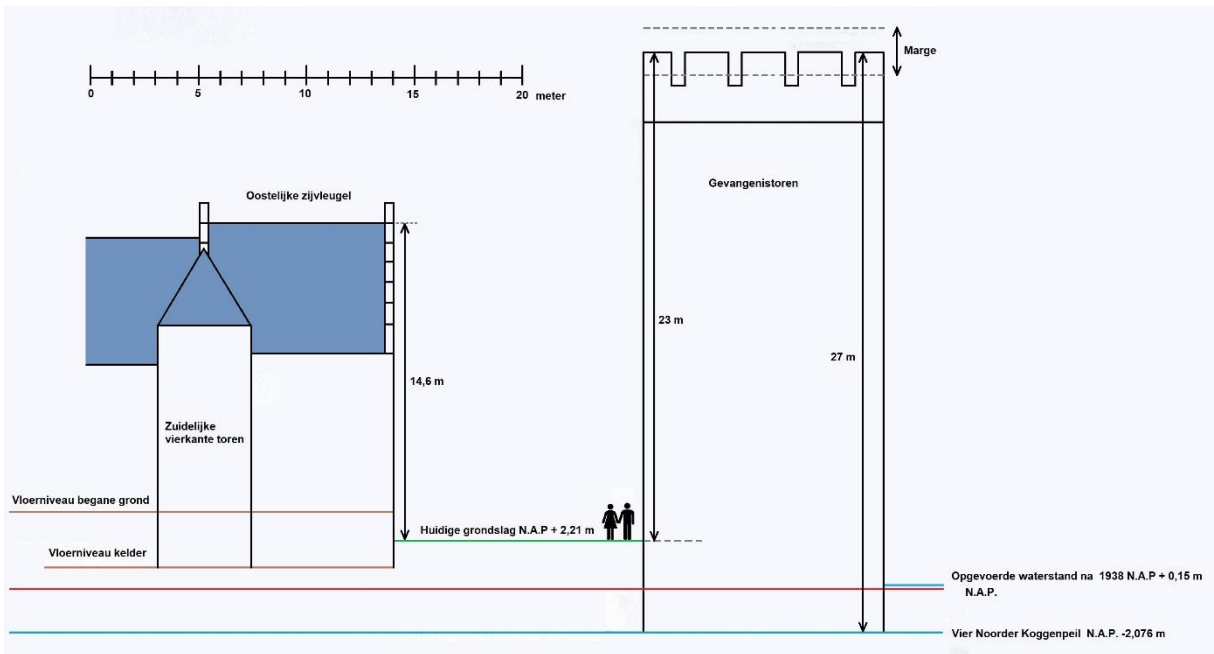 Marge
0 5 10 15 20 meter
Oostelijke zijvleugel
Gevangenistoren
23 m
27 m
14,6 m
Zuidelijke
vierkante toren
Vloerniveau begane grond
Huidige grondslag N.A.P + 2,21 m
Vloerniveau kelder
Opgevoerde waterstand na 1938 N.A.P + 0,15 m
N.A.P.
Vier Noorder Koggenpeil N.A.P. -2,076 m